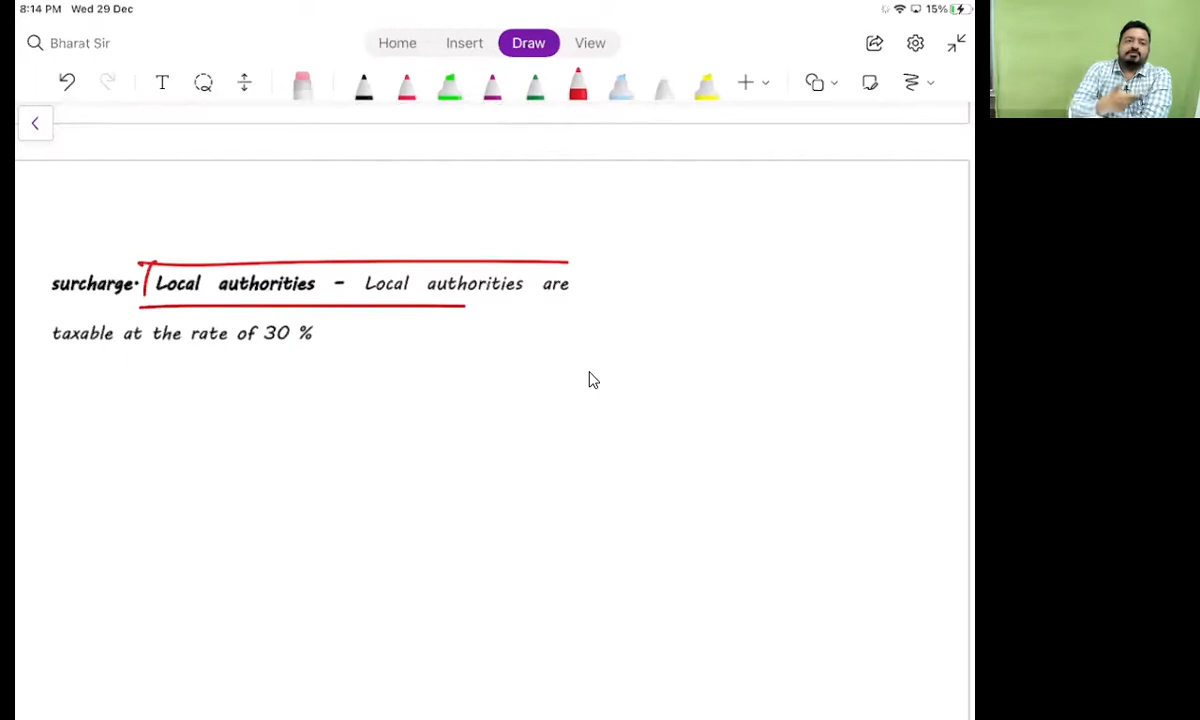 8:14 PM Wed 29 Dec 15%
Bharat Sir Home Insert Draw View
T
surcharge. Local authorities - Local authorities are
taxable at the rate of 30 %